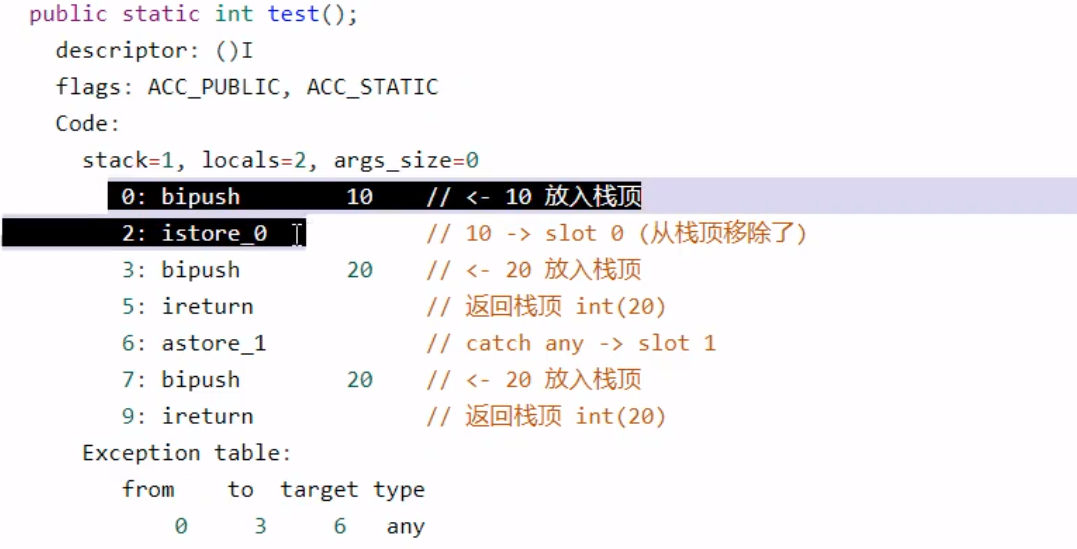 public static int test();
descriptor: ()I
flags: ACC_PUBLIC, ACC_STATIC
Code:
stack=1, locals=2, args_size=0
0: bipush 10 // <- 10 放入栈顶
2: istore_0 // 10 -> slot 0 (从栈顶移除了)
3: bipush 20 // <- 20 放入栈顶
5: ireturn // 返回栈顶 int(20)
6: astore_1 // catch any -> slot 1
7: bipush 20 // <- 20 放入栈顶
9: ireturn // 返回栈顶 int(20)
Exception table:
from to target type
0 3 6 any